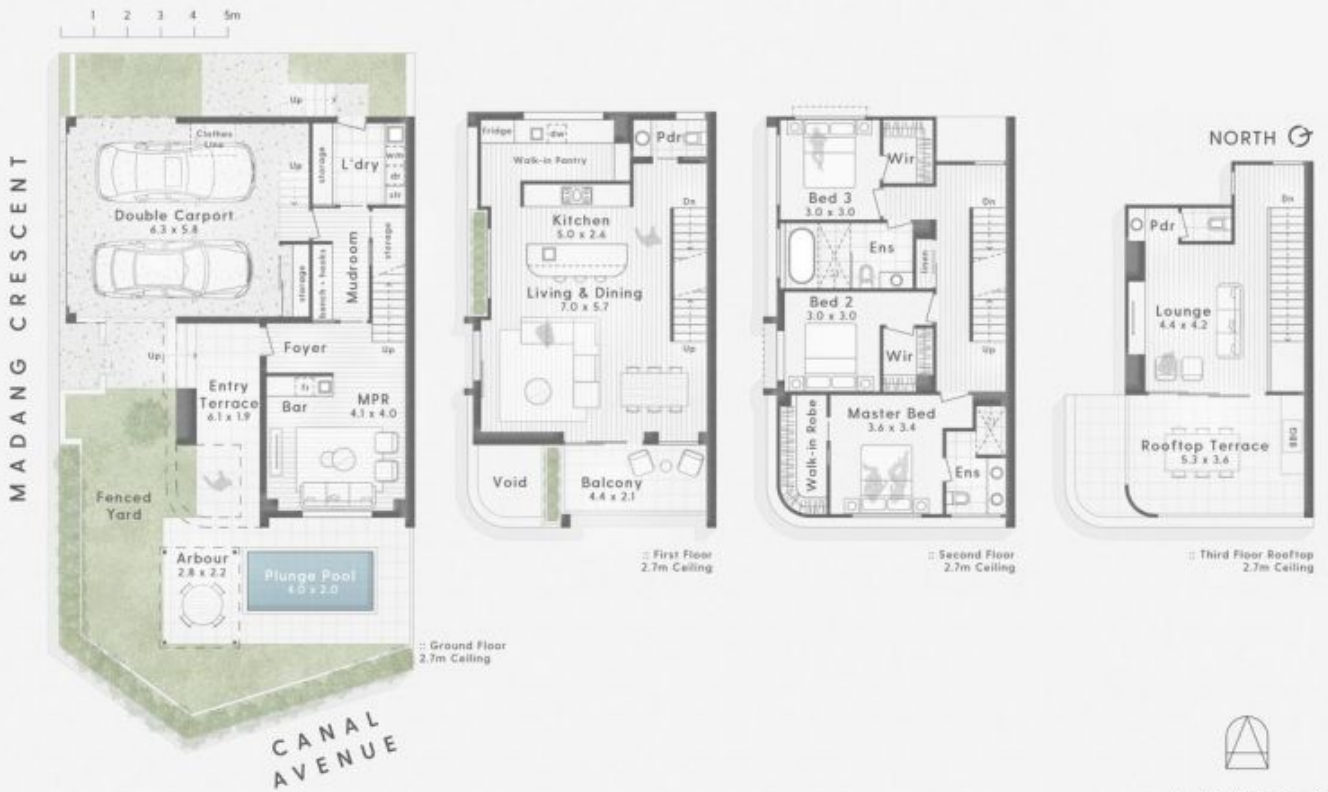 1 2 3 4 5m
MADANG CRESCENT
Up
Clothes Line
Up
storage
L'dry
w/m
dr
Double Carport
6.3 x 5.8
storage
bench + hooks
Mudroom
storage
Up
Foyer
Up
Entry
Terrace
6.1 x 1.9
fr
Bar
MPR
4.1 x 4.0
Fenced
Yard
Arbour
2.8 x 2.2
Plunge Pool
4.0 x 2.0
:: Ground Floor
2.7m Ceiling
CANAL
AVENUE
Fridge
dw
Pdr
Walk-in Pantry
Kitchen
5.0 x 2.6
Dn
Living & Dining
7.0 x 5.7
Up
Void
Balcony
4.4 x 2.1
:: First Floor
2.7m Ceiling
Wir
Bed 3
3.0 x 3.0
Dn
Ens
linen
Bed 2
3.0 x 3.0
Wir
Up
Walk-in Robe
Master Bed
3.6 x 3.4
Ens
:: Second Floor
2.7m Ceiling
NORTH
Dn
Pdr
Lounge
4.4 x 4.2
Rooftop Terrace
5.3 x 3.6
BBQ
:: Third Floor Rooftop
2.7m Ceiling